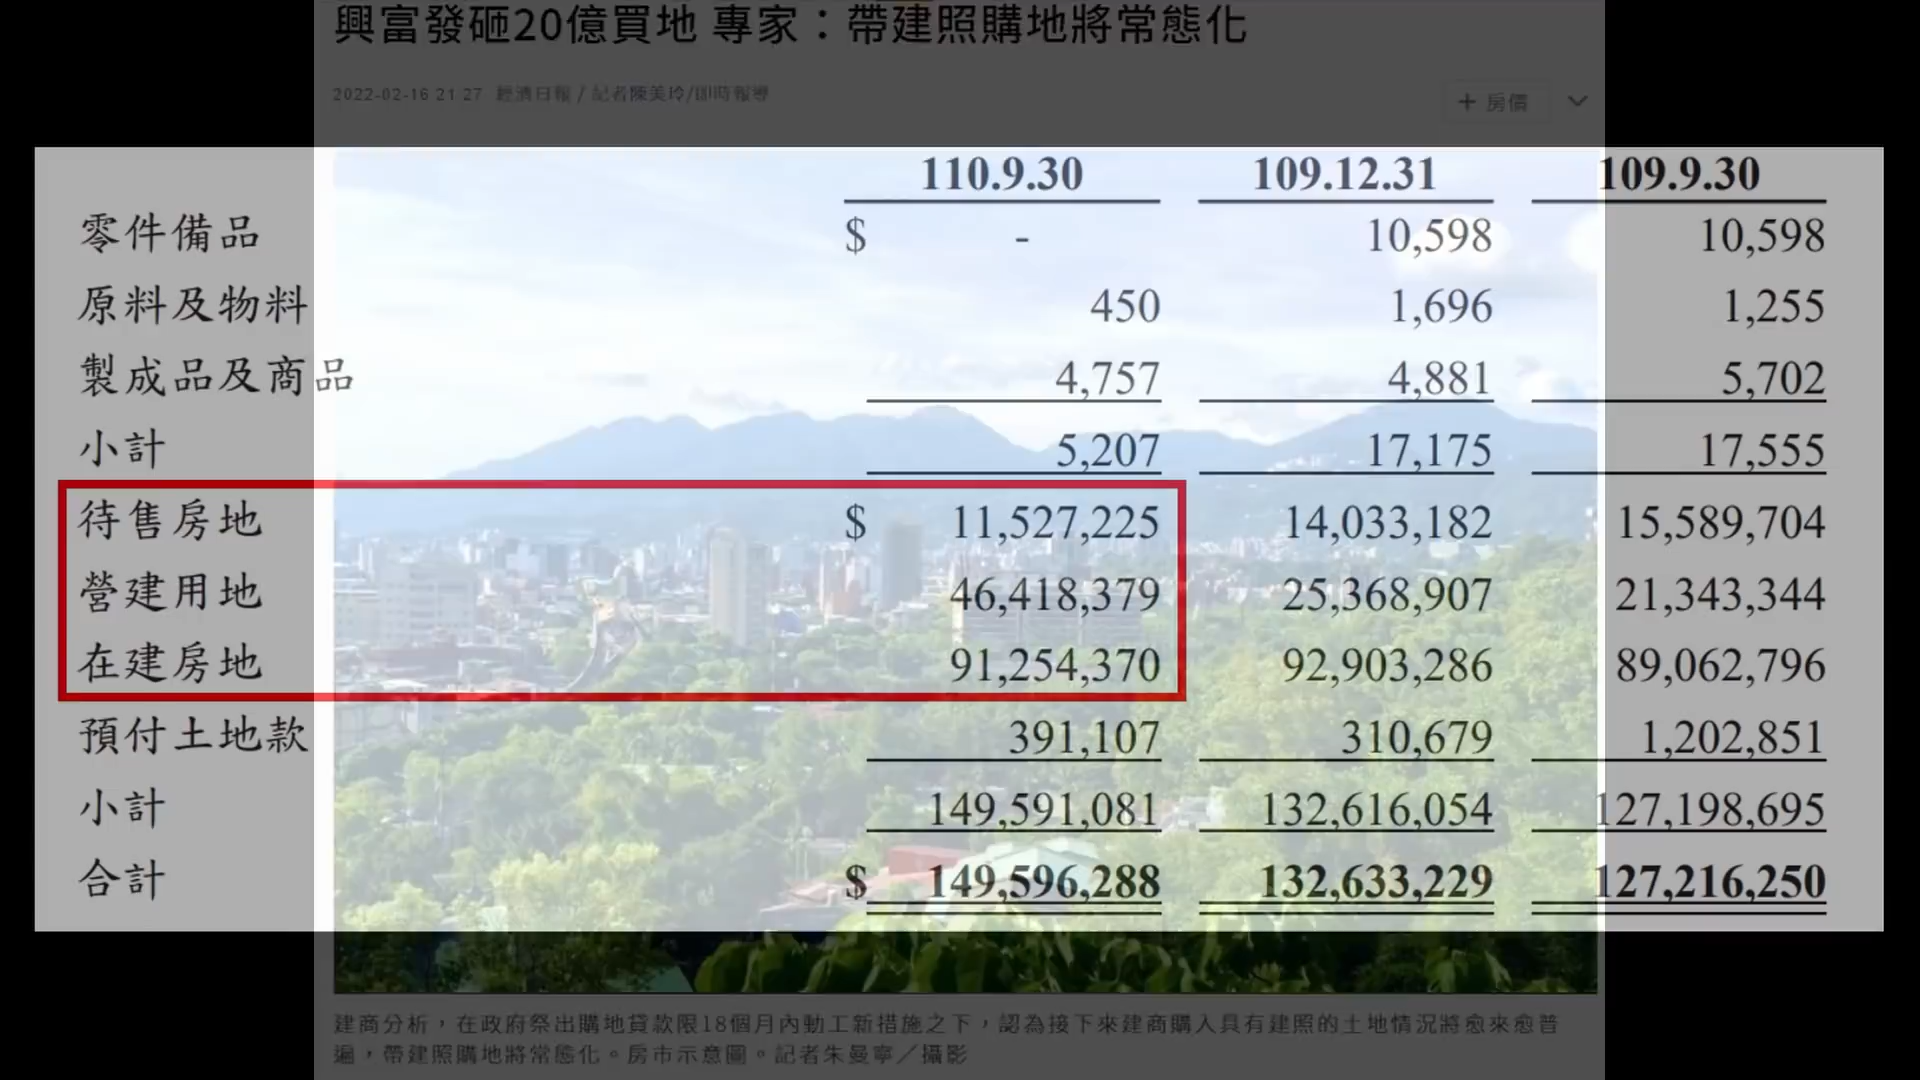 興富發砸20億買地 專家：帶建照購地將常態化
2022-02-16 21:27 經濟日報 / 記者陳美玲/即時報導
+ 房價
110.9.30 109.12.31 109.9.30
零件備品 $ - 10,598 10,598
原料及物料 450 1,696 1,255
製成品及商品 4,757 4,881 5,702
小計 5,207 17,175 17,555
待售房地 $ 11,527,225 14,033,182 15,589,704
營建用地 46,418,379 25,368,907 21,343,344
在建房地 91,254,370 92,903,286 89,062,796
預付土地款 391,107 310,679 1,202,851
小計 149,591,081 132,616,054 127,198,695
合計 $ 149,596,288 132,633,229 127,216,250
建商分析，在政府祭出購地貸款限18個月內動工新措施之下，認為接下來建商購入具有建照的土地情況將愈來愈普
遍，帶建照購地將常態化。房市示意圖。記者朱曼寧／攝影